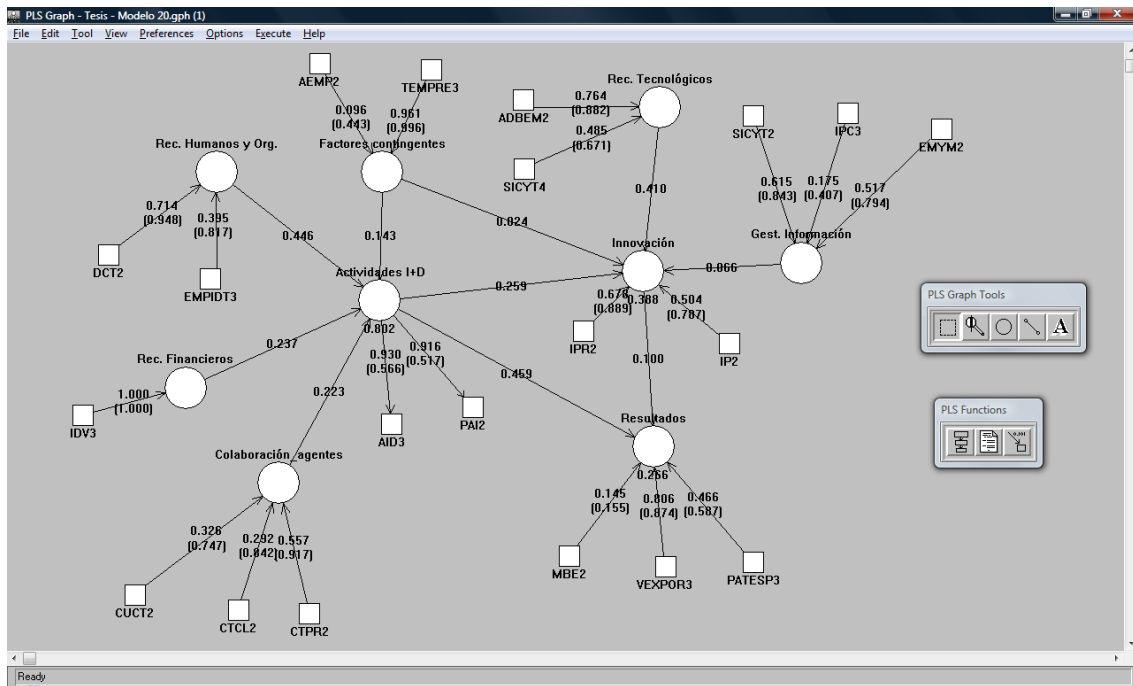 PLS Graph - Tesis - Modelo 20.gph (1)
File Edit Tool View Preferences Options Execute Help
AEMP2
TEMPRE3
Rec. Tecnológicos
0.096
(0.443)
0.961
(0.996)
ADBEM2
0.764
(0.882)
0.485
(0.671)
SICYT4
SICYT2
IPC3
EMYM2
Rec. Humanos y Org.
Factores contingentes
0.714
(0.948)
0.395
(0.817)
DCT2
EMPIDT3
0.446
0.143
0.024
0.410
0.615
(0.843)
0.175
(0.407)
0.517
(0.794)
Innovación
Gest. Información
0.066
Actividades I+D
0.259
0.802
0.388
0.676
(0.889)
0.504
(0.787)
IPR2
IP2
PLS Graph Tools
A
Rec. Financieros
0.237
1.000
(1.000)
IDV3
0.223
0.930
(0.566)
0.916
(0.517)
AID3
PAI2
0.459
0.100
PLS Functions
0.101
Resultados
0.266
Colaboración agentes
0.326
(0.747)
0.292
(0.842)
0.557
(0.917)
CUCT2
CTCL2
CTPR2
0.145
(0.155)
0.806
(0.874)
0.466
(0.587)
MBE2
VEXPOR3
PATESP3
Ready